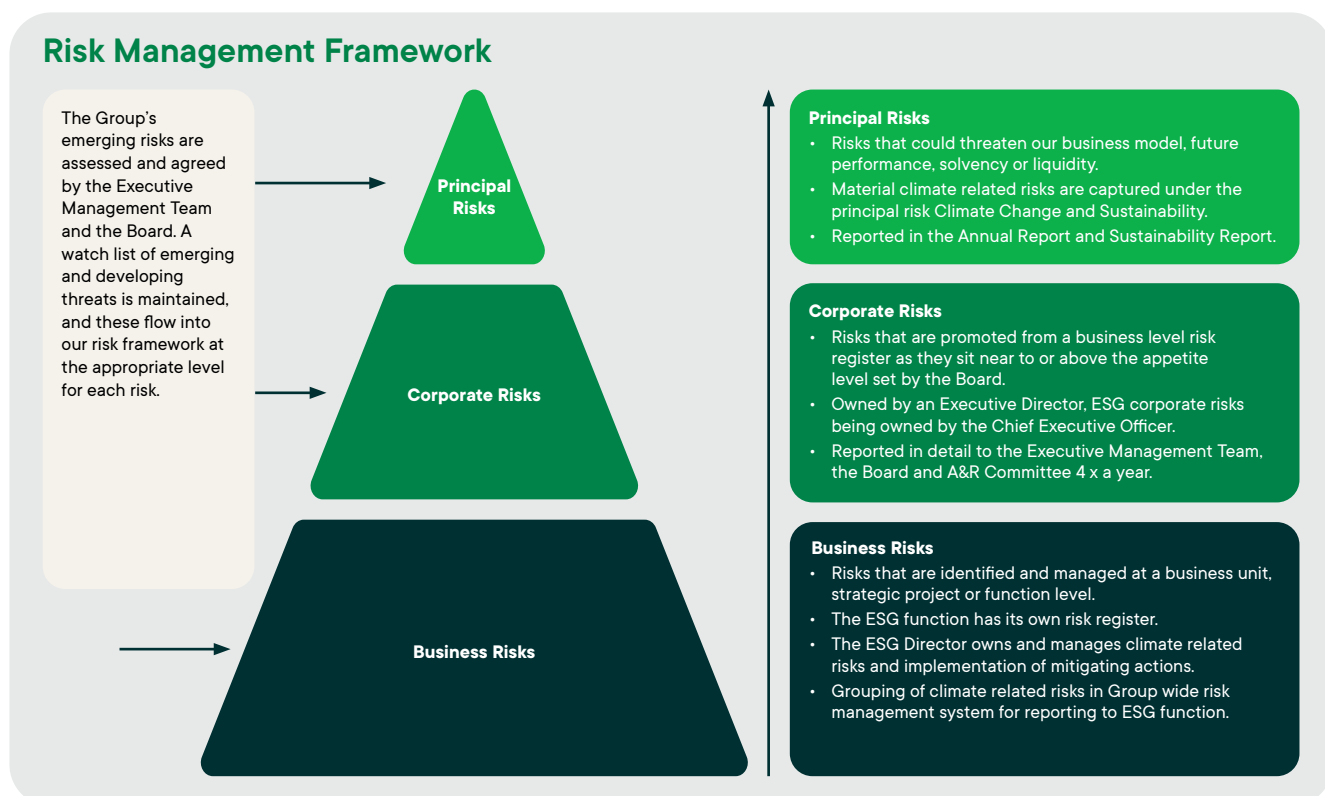 Risk Management Framework
The Group's
emerging risks are
assessed and agreed
by the Executive
Management Team
and the Board. A
watch list of emerging
and developing
threats is maintained,
and these flow into
our risk framework at
the appropriate level
for each risk.
Principal
Risks
Corporate Risks
Business Risks
Principal Risks
• Risks that could threaten our business model, future
performance, solvency or liquidity.
• Material climate related risks are captured under the
principal risk Climate Change and Sustainability.
• Reported in the Annual Report and Sustainability Report.
Corporate Risks
• Risks that are promoted from a business level risk
register as they sit near to or above the appetite
level set by the Board.
• Owned by an Executive Director, ESG corporate risks
being owned by the Chief Executive Officer.
• Reported in detail to the Executive Management Team,
the Board and A&R Committee 4 x a year.
Business Risks
• Risks that are identified and managed at a business unit,
strategic project or function level.
• The ESG function has its own risk register.
• The ESG Director owns and manages climate related
risks and implementation of mitigating actions.
• Grouping of climate related risks in Group wide risk
management system for reporting to ESG function.